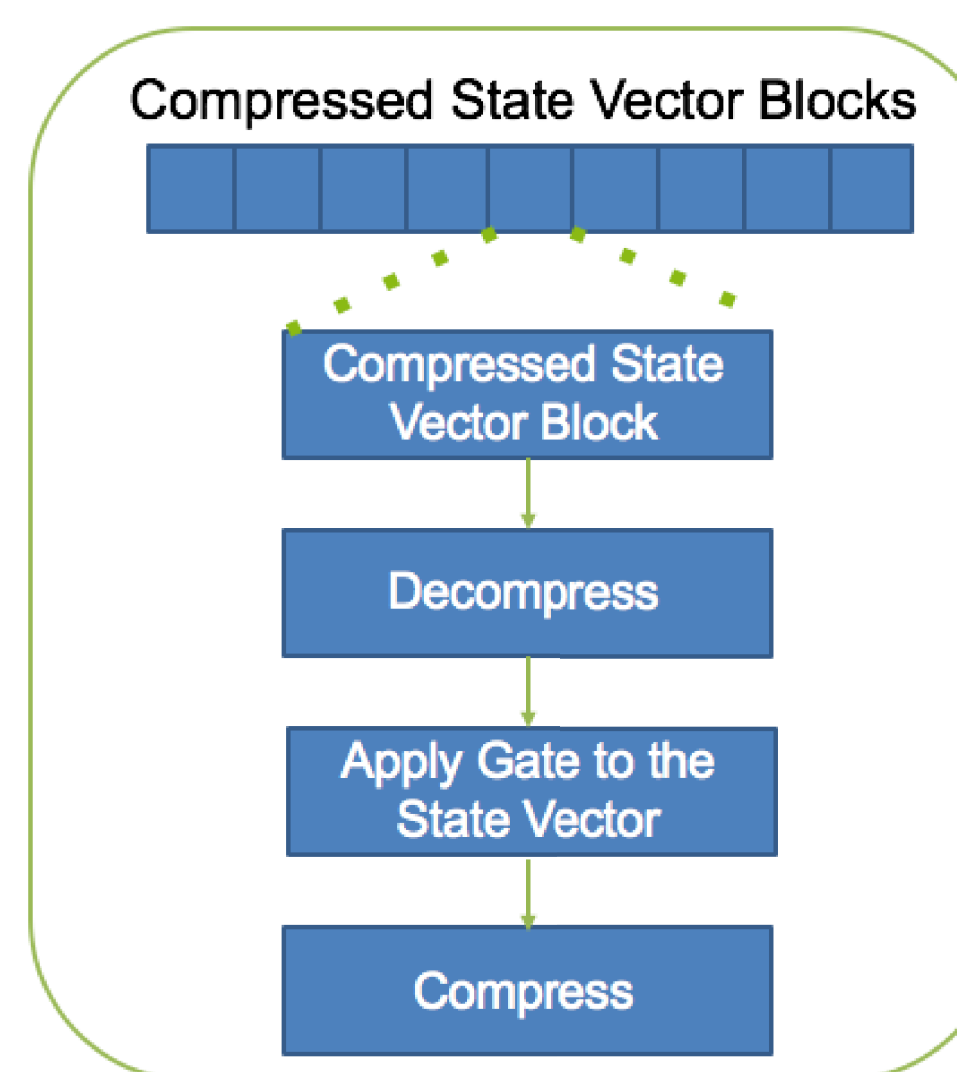 Compressed State Vector Blocks
Compressed State
Vector Block
Decompress
Apply Gate to the
State Vector
Compress